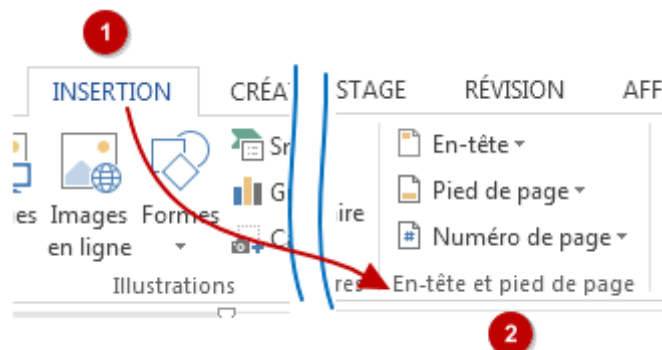 1
INSERTION CRÉA STAGE RÉVISION AFF
En-tête
Pied de page
Numéro de page
Images en ligne
Formes
Sr
G
C
es
ire
Illustrations
res
En-tête et pied de page
2